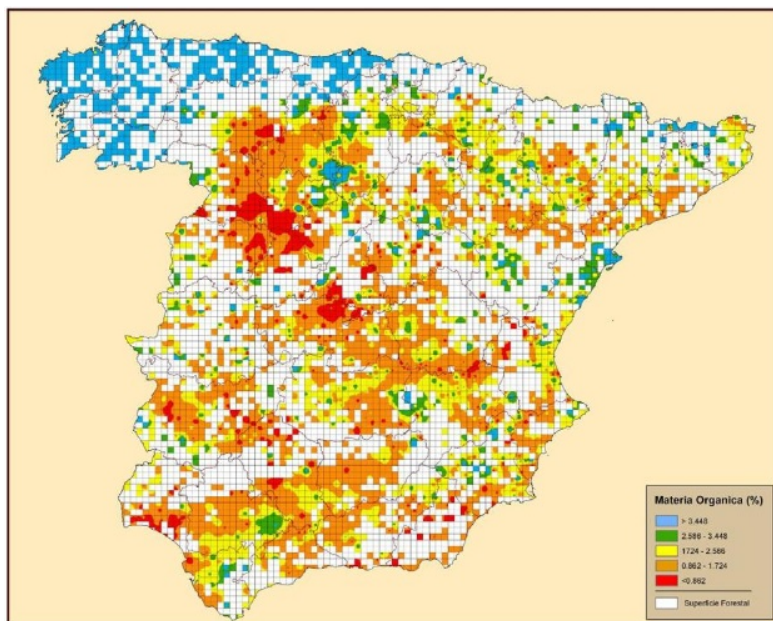 Materia Organica (%)
> 3.448
2.586 - 3.448
1724 - 2.586
0.862 - 1.724
<0.862
Superficie Forestal